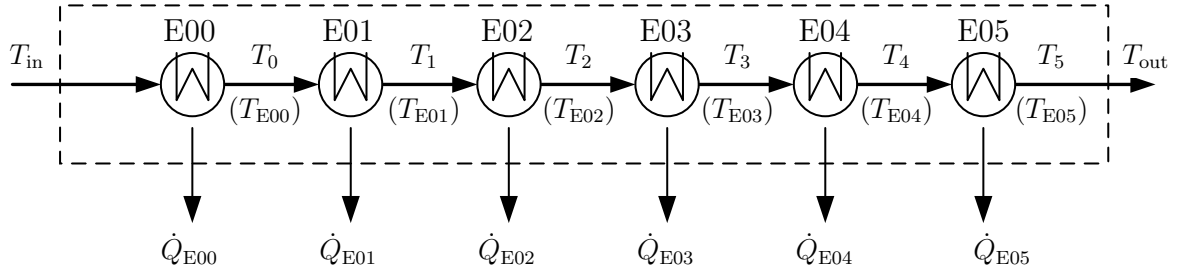 E00 E01 E02 E03 E04 E05
T_in T_0 T_1 T_2 T_3 T_4 T_5 T_out
(T_E00) (T_E01) (T_E02) (T_E03) (T_E04) (T_E05)
Q̇_E00 Q̇_E01 Q̇_E02 Q̇_E03 Q̇_E04 Q̇_E05